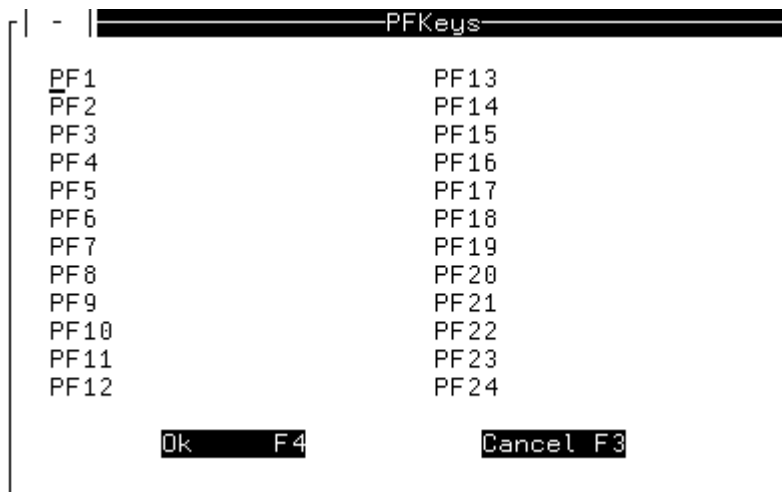 - PFKeys
PF1 PF13
PF2 PF14
PF3 PF15
PF4 PF16
PF5 PF17
PF6 PF18
PF7 PF19
PF8 PF20
PF9 PF21
PF10 PF22
PF11 PF23
PF12 PF24
Ok F4 Cancel F3